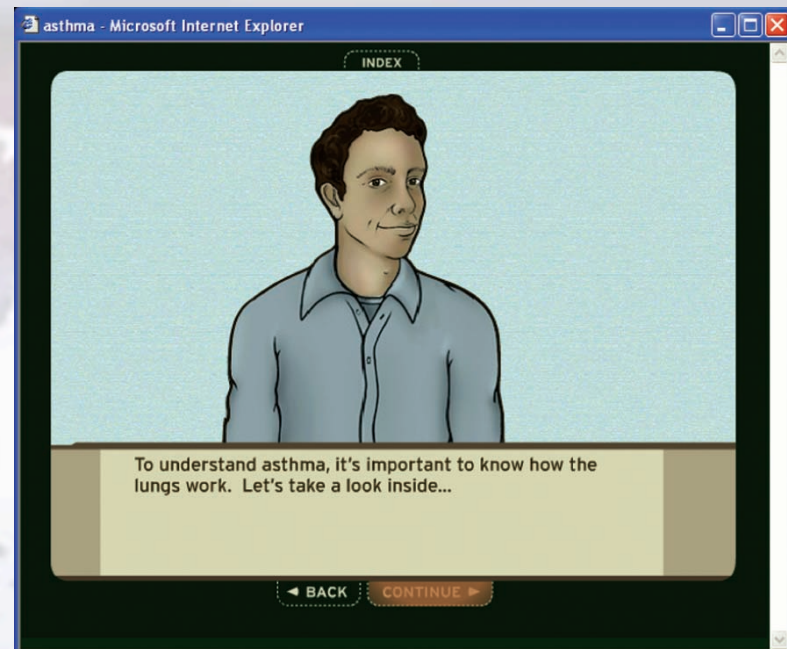 asthma - Microsoft Internet Explorer
INDEX
To understand asthma, it's important to know how the
lungs work. Let's take a look inside...
◄ BACK
CONTINUE ►